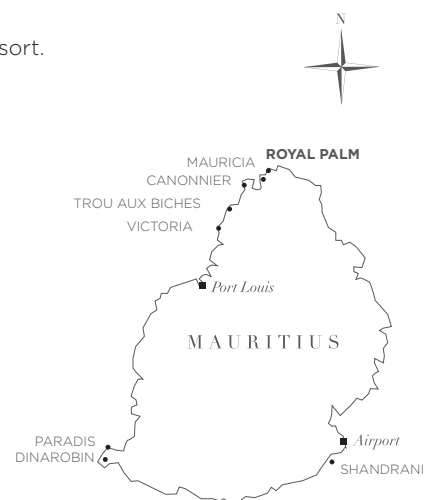 N
sort.
ROYAL PALM
MAURICIA
CANONNIER
TROU AUX BICHES
VICTORIA
Port Louis
MAURITIUS
PARADIS
Airport
DINAROBIN
SHANDRANI